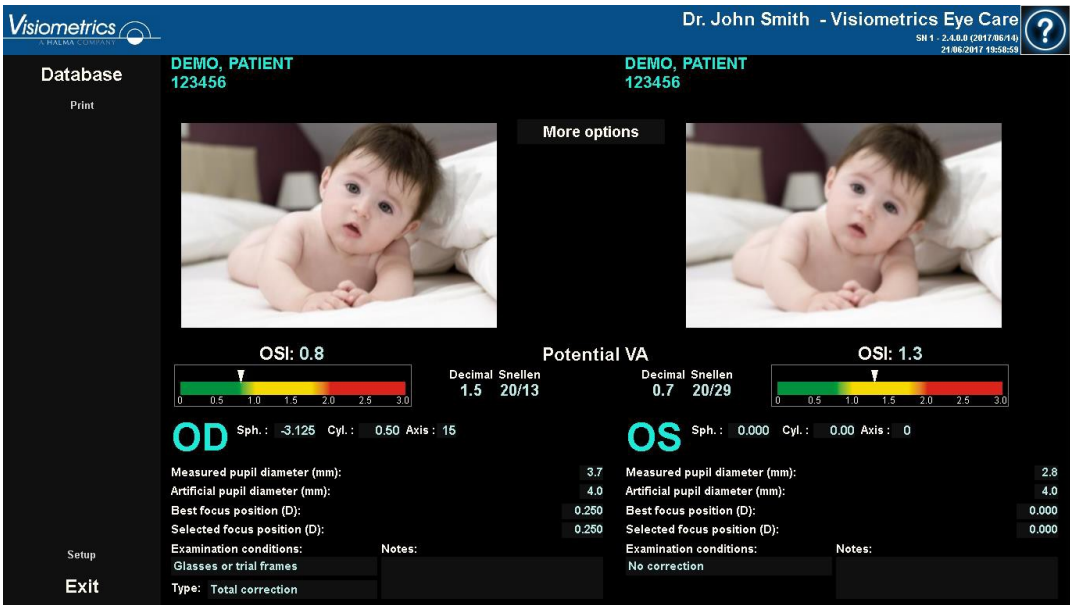 Visiometrics
A HALMA COMPANY
Dr. John Smith - Visiometrics Eye Care
SN 1 - 2.4.0.0 (2017/06/14)
21/06/2017 19:58:59
?
Database
Print
Setup
Exit
DEMO, PATIENT
123456
DEMO, PATIENT
123456
More options
OSI: 0.8
Potential VA
OSI: 1.3
0 0.5 1.0 1.5 2.0 2.5 3.0
Decimal Snellen
1.5 20/13
Decimal Snellen
0.7 20/29
0 0.5 1.0 1.5 2.0 2.5 3.0
OD Sph. : -3.125 Cyl. : 0.50 Axis : 15
Measured pupil diameter (mm): 3.7
Artificial pupil diameter (mm): 4.0
Best focus position (D): 0.250
Selected focus position (D): 0.250
Examination conditions: Notes:
Glasses or trial frames
Type: Total correction
OS Sph. : 0.000 Cyl. : 0.00 Axis : 0
Measured pupil diameter (mm): 2.8
Artificial pupil diameter (mm): 4.0
Best focus position (D): 0.000
Selected focus position (D): 0.000
Examination conditions: Notes:
No correction